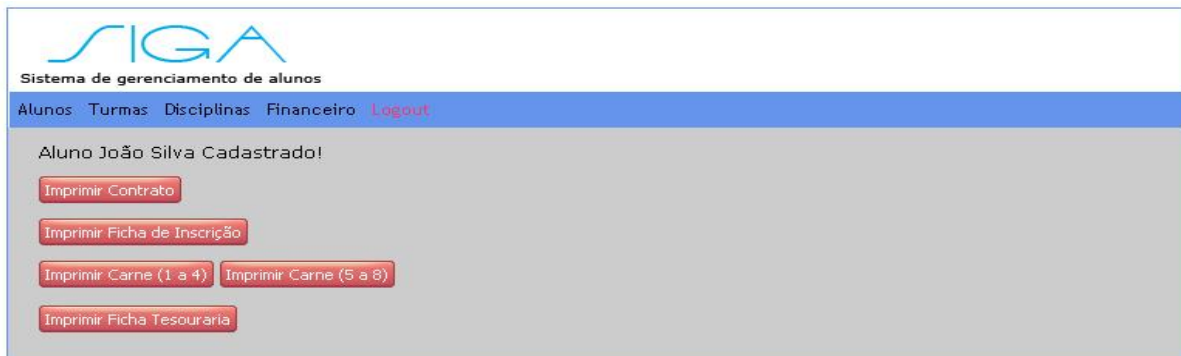 SIGA
Sistema de gerenciamento de alunos
Alunos Turmas Disciplinas Financeiro Logout
Aluno João Silva Cadastrado!
Imprimir Contrato
Imprimir Ficha de Inscrição
Imprimir Carne (1 a 4) Imprimir Carne (5 a 8)
Imprimir Ficha Tesouraria